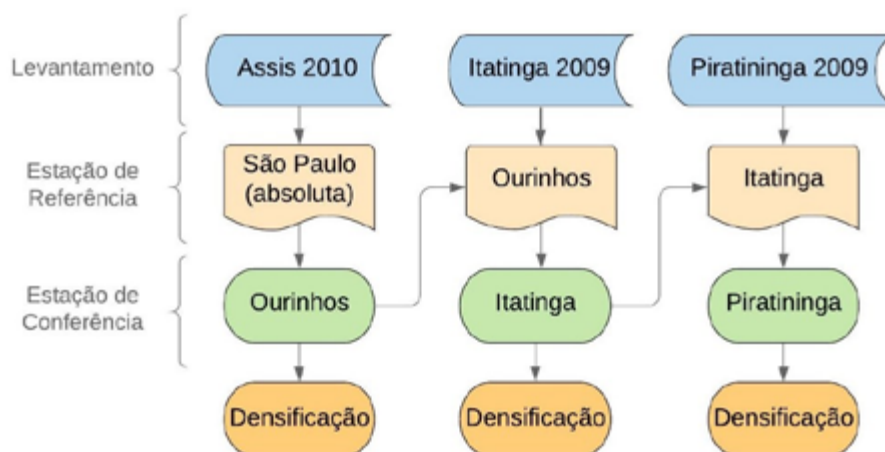 Levantamento
Assis 2010
Itatinga 2009
Piratininga 2009
Estação de
Referência
São Paulo
(absoluta)
Ourinhos
Itatinga
Estação de
Conferência
Ourinhos
Itatinga
Piratininga
Densificação
Densificação
Densificação